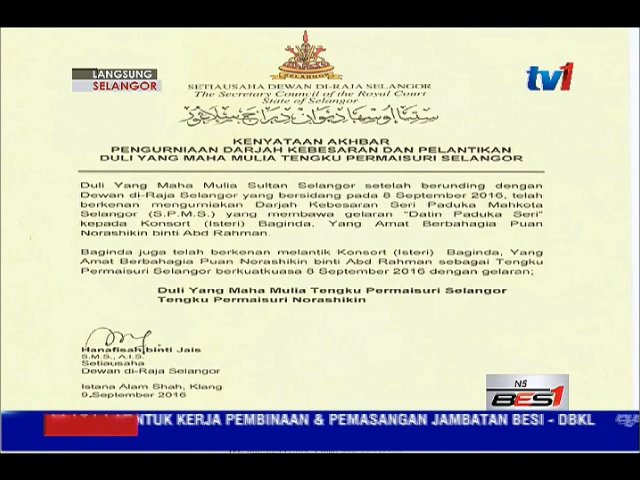 LANGSUNG
SELANGOR
tv1
SELANGOR
SETIAUSAHA DEWAN DI-RAJA SELANGOR
The Secretary Council of the Royal Court
State of Selangor
KENYATAAN AKHBAR
PENGURNIAAN DARJAH KEBESARAN DAN PELANTIKAN
DULI YANG MAHA MULIA TENGKU PERMAISURI SELANGOR
Duli Yang Maha Mulia Sultan Selangor setelah berunding dengan
Dewan di-Raja Selangor yang bersidang pada 8 September 2016, telah
berkenan mengurniakan Darjah Kebesaran Seri Paduka Mahkota
Selangor (S.P.M.S.) yang membawa gelaran "Datin Paduka Seri"
kepada Konsort (Isteri) Baginda, Yang Amat Berbahagia Puan
Norashikin binti Abd Rahman.
Baginda juga telah berkenan melantik Konsort (Isteri) Baginda, Yang
Amat Berbahagia Puan Norashikin binti Abd Rahman sebagai Tengku
Permaisuri Selangor berkuatkuasa 8 September 2016 dengan gelaran;
Duli Yang Maha Mulia Tengku Permaisuri Selangor
Tengku Permaisuri Norashikin
Hanafisah binti Jais
S.M.S., A.I.S.
Setiausaha
Dewan di-Raja Selangor
Istana Alam Shah, Klang
9 September 2016
N5
BES1
UNTUK KERJA PEMBINAAN & PEMASANGAN JAMBATAN BESI - DBKL